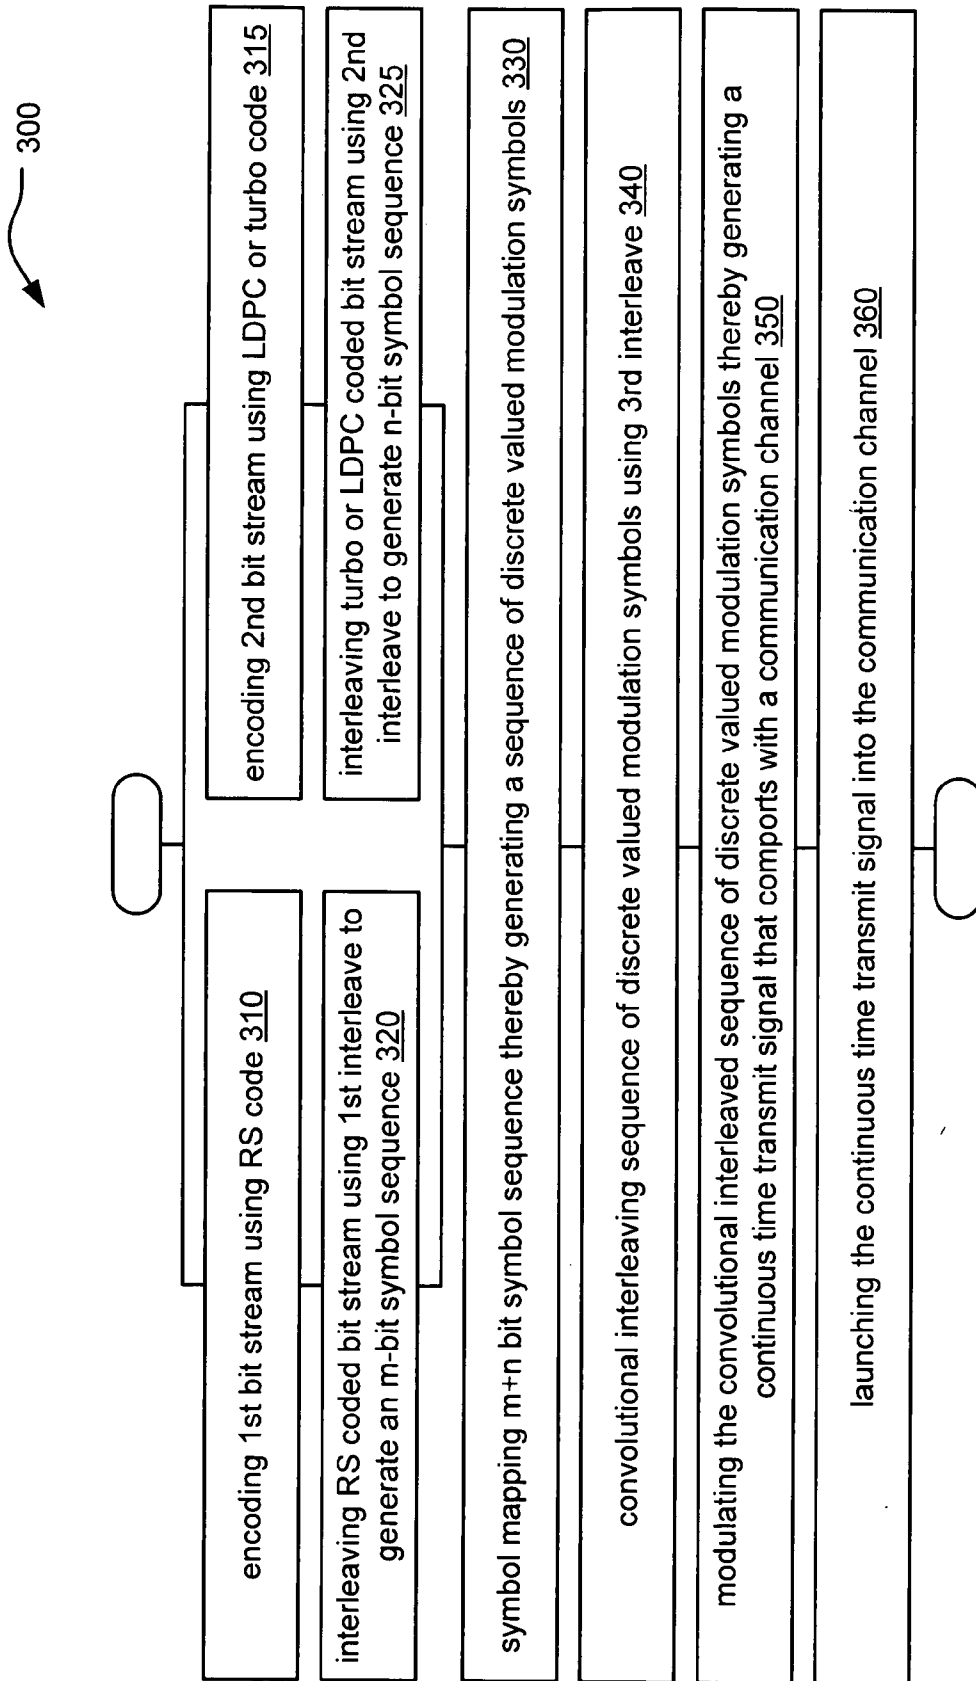 300
encoding 1st bit stream using RS code 310
encoding 2nd bit stream using LDPC or turbo code 315
interleaving RS coded bit stream using 1st interleave to
generate an m-bit symbol sequence 320
interleaving turbo or LDPC coded bit stream using 2nd
interleave to generate n-bit symbol sequence 325
symbol mapping m+n bit symbol sequence thereby generating a sequence of discrete valued modulation symbols 330
convolutional interleaving sequence of discrete valued modulation symbols using 3rd interleave 340
modulating the convolutional interleaved sequence of discrete valued modulation symbols thereby generating a
continuous time transmit signal that comports with a communication channel 350
launching the continuous time transmit signal into the communication channel 360